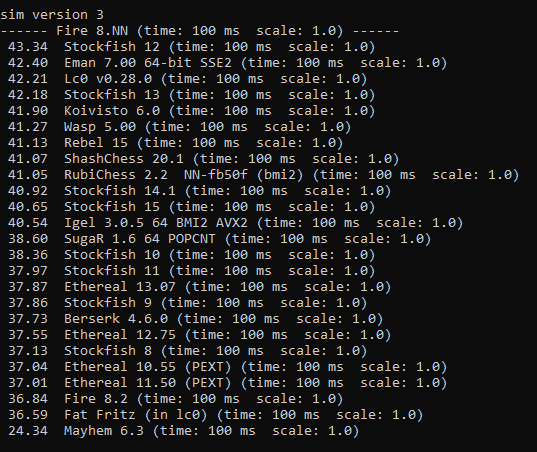 sim version 3
------ Fire 8.NN (time: 100 ms  scale: 1.0) ------
43.34  Stockfish 12 (time: 100 ms  scale: 1.0)
42.40  Eman 7.00 64-bit SSE2 (time: 100 ms  scale: 1.0)
42.21  Lc0 v0.28.0 (time: 100 ms  scale: 1.0)
42.18  Stockfish 13 (time: 100 ms  scale: 1.0)
41.90  Koivisto 6.0 (time: 100 ms  scale: 1.0)
41.27  Wasp 5.00 (time: 100 ms  scale: 1.0)
41.13  Rebel 15 (time: 100 ms  scale: 1.0)
41.07  ShashChess 20.1 (time: 100 ms  scale: 1.0)
41.05  RubiChess 2.2  NN-fb50f (bmi2) (time: 100 ms  scale: 1.0)
40.92  Stockfish 14.1 (time: 100 ms  scale: 1.0)
40.65  Stockfish 15 (time: 100 ms  scale: 1.0)
40.54  Igel 3.0.5 64 BMI2 AVX2 (time: 100 ms  scale: 1.0)
38.60  SugaR 1.6 64 POPCNT (time: 100 ms  scale: 1.0)
38.36  Stockfish 10 (time: 100 ms  scale: 1.0)
37.97  Stockfish 11 (time: 100 ms  scale: 1.0)
37.87  Ethereal 13.07 (time: 100 ms  scale: 1.0)
37.86  Stockfish 9 (time: 100 ms  scale: 1.0)
37.73  Berserk 4.6.0 (time: 100 ms  scale: 1.0)
37.55  Ethereal 12.75 (time: 100 ms  scale: 1.0)
37.13  Stockfish 8 (time: 100 ms  scale: 1.0)
37.04  Ethereal 10.55 (PEXT) (time: 100 ms  scale: 1.0)
37.01  Ethereal 11.50 (PEXT) (time: 100 ms  scale: 1.0)
36.84  Fire 8.2 (time: 100 ms  scale: 1.0)
36.59  Fat Fritz (in lc0) (time: 100 ms  scale: 1.0)
24.34  Mayhem 6.3 (time: 100 ms  scale: 1.0)